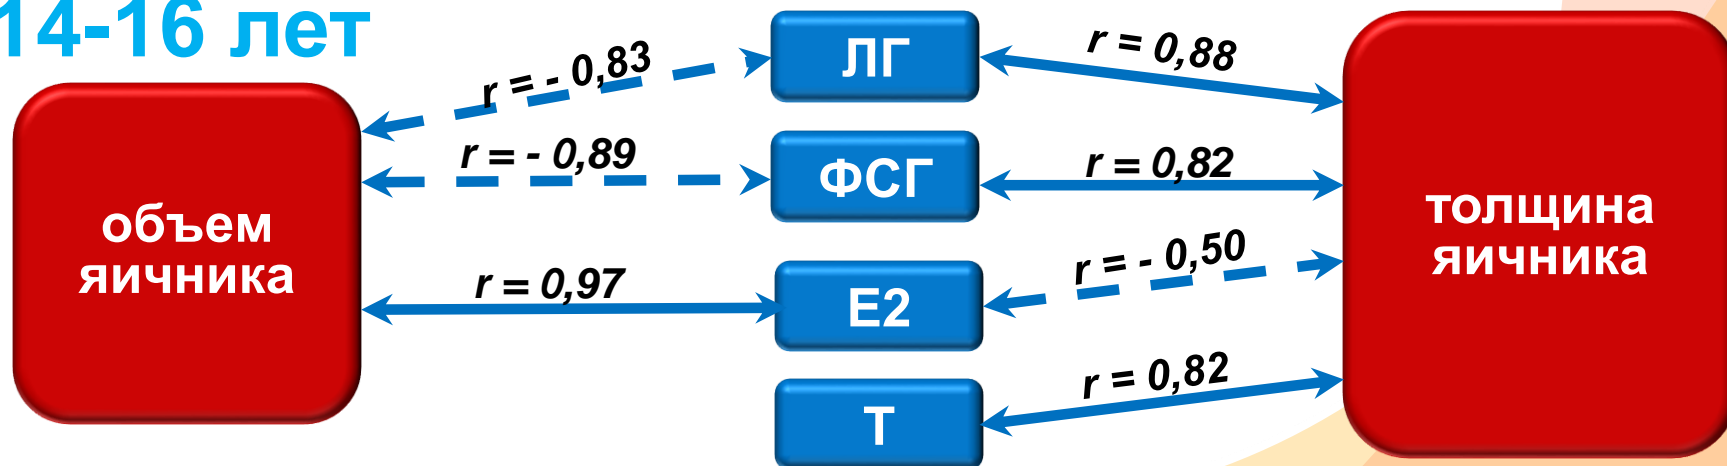 14-16 лет
объем
яичника
r = - 0,83
r = - 0,89
r = 0,97
ЛГ
ФСГ
Е2
Т
r = 0,88
r = 0,82
r = - 0,50
r = 0,82
толщина
яичника